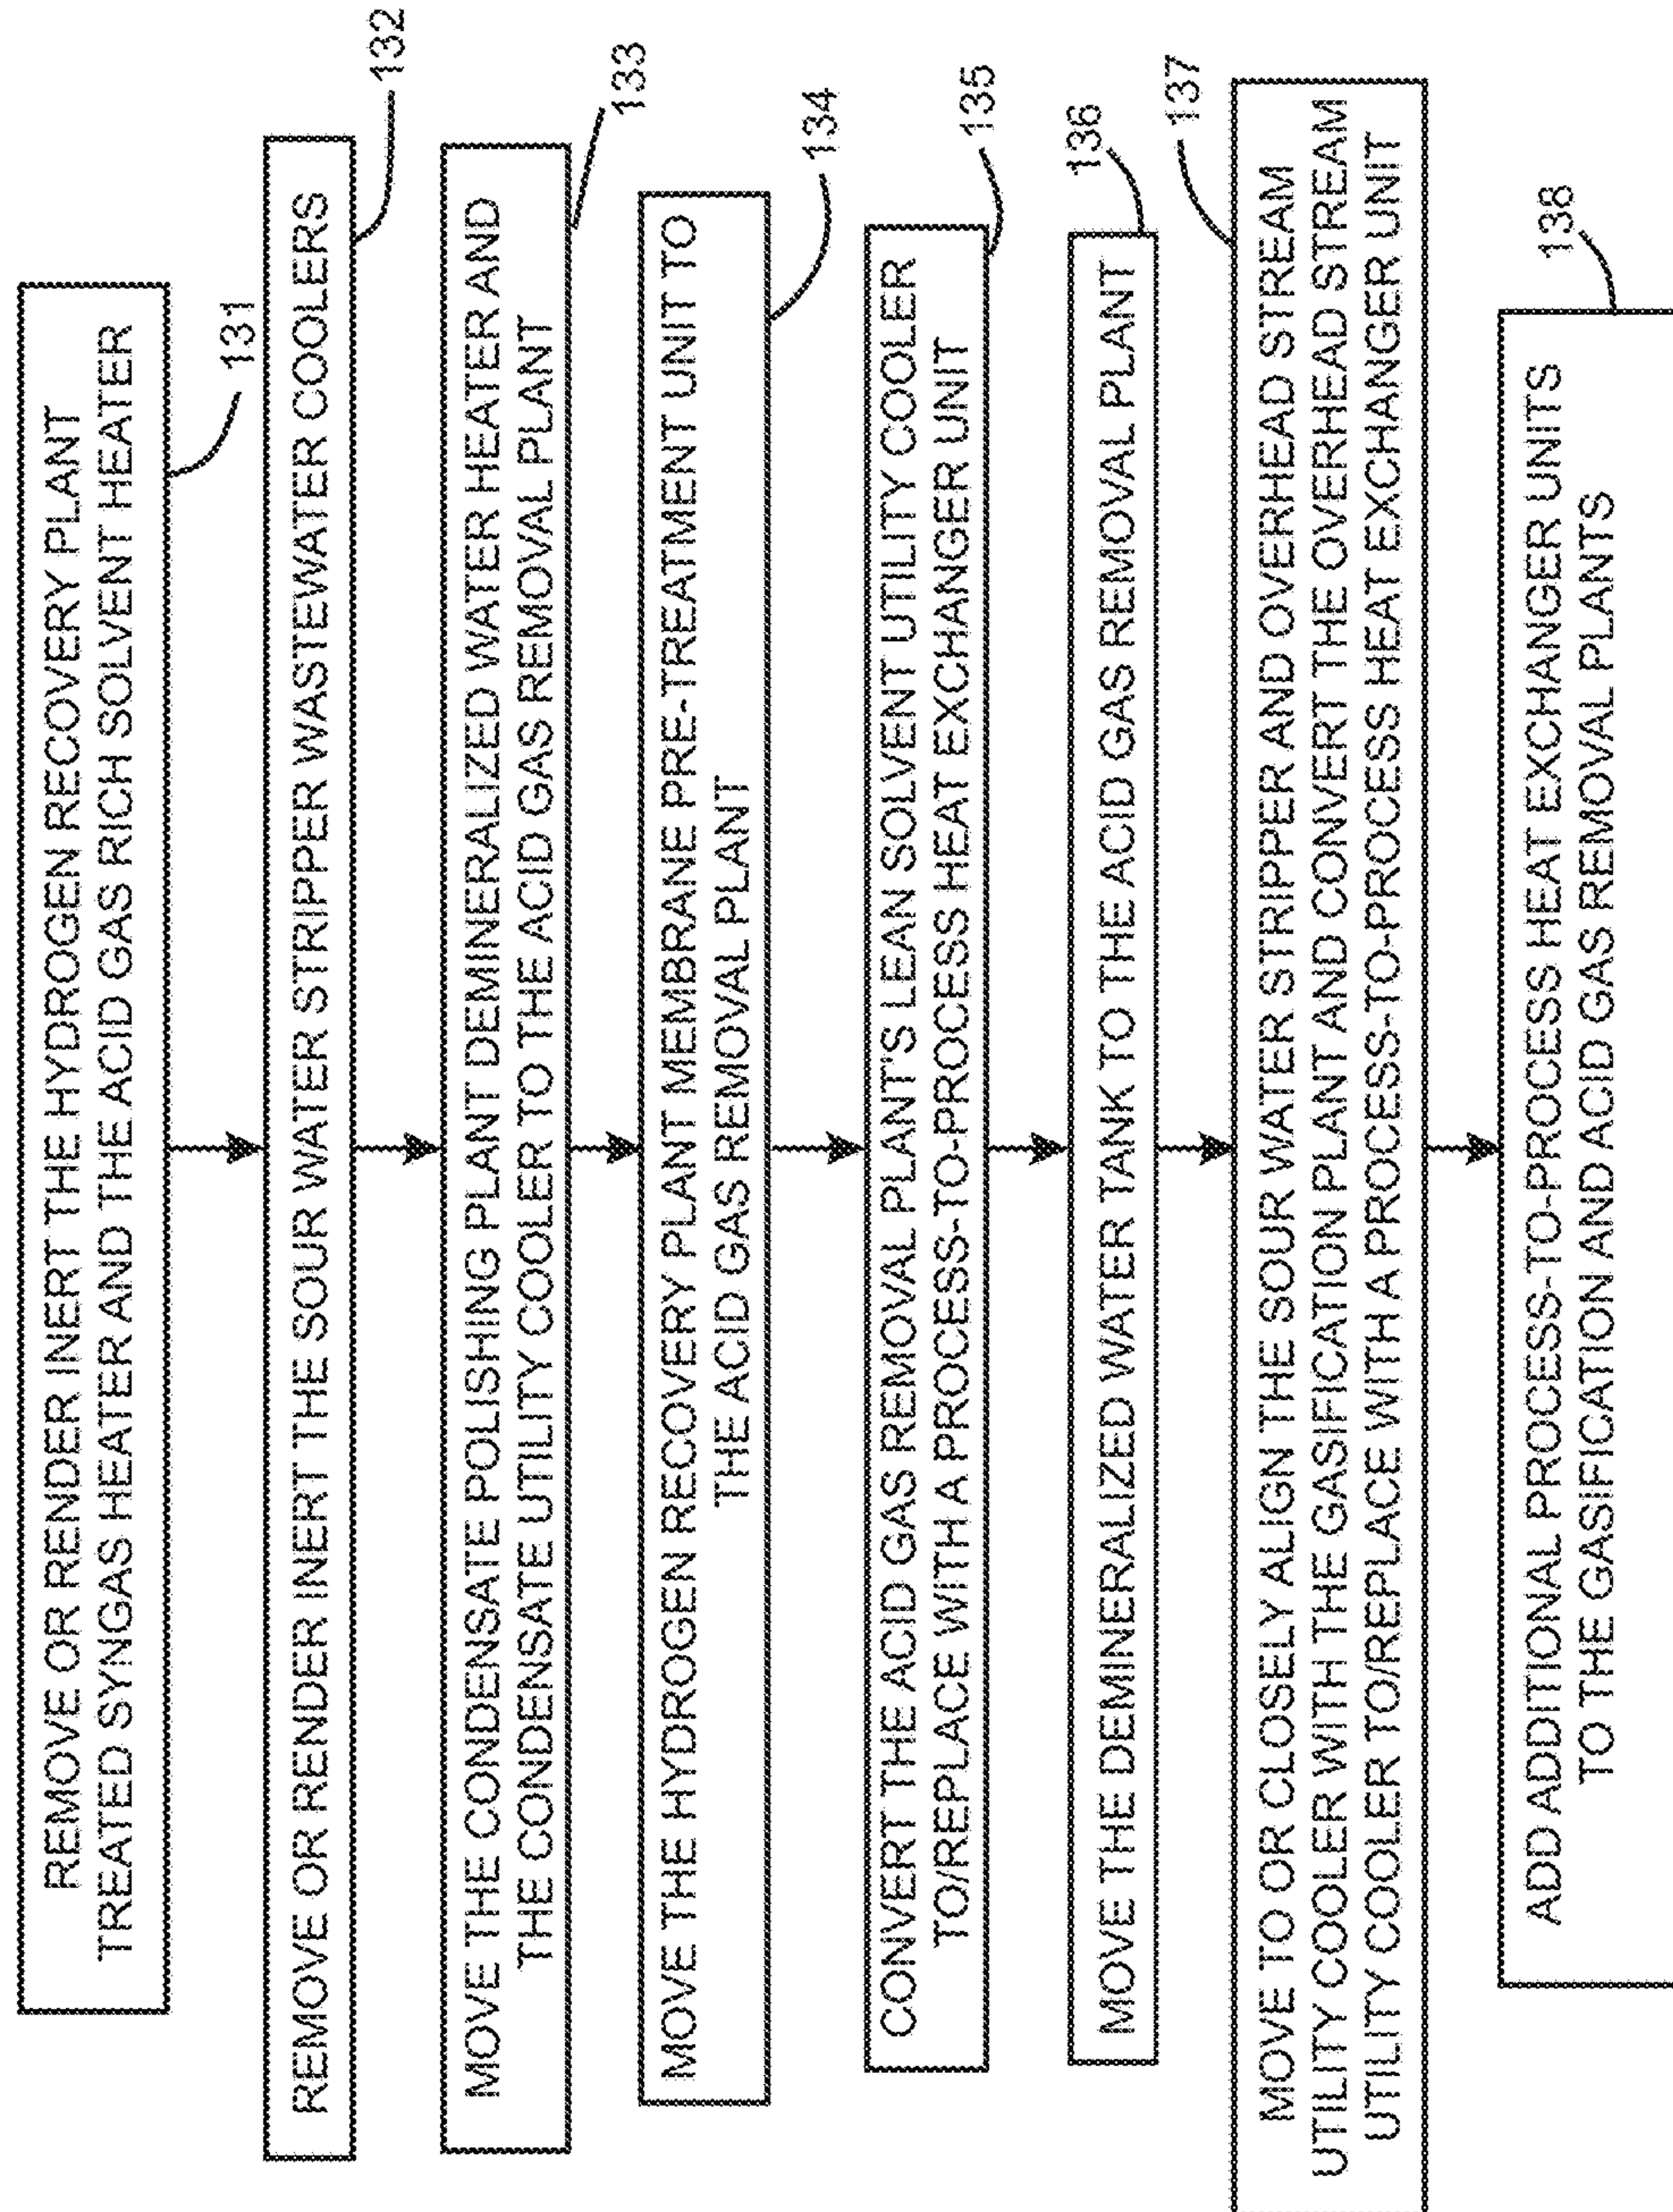 REMOVE OR RENDER INERT THE HYDROGEN RECOVERY PLANT
TREATED SYNGAS HEATER AND THE ACID GAS RICH SOLVENT HEATER
131
REMOVE OR RENDER INERT THE SOUR WATER STRIPPER WASTEWATER COOLERS
132
MOVE THE CONDENSATE POLISHING PLANT DEMINERALIZED WATER HEATER AND
THE CONDENSATE UTILITY COOLER TO THE ACID GAS REMOVAL PLANT
133
MOVE THE HYDROGEN RECOVERY PLANT MEMBRANE PRE-TREATMENT UNIT TO
THE ACID GAS REMOVAL PLANT
134
CONVERT THE ACID GAS REMOVAL PLANT'S LEAN SOLVENT UTILITY COOLER
TO/REPLACE WITH A PROCESS-TO-PROCESS HEAT EXCHANGER UNIT
135
MOVE THE DEMINERALIZED WATER TANK TO THE ACID GAS REMOVAL PLANT
136
MOVE TO OR CLOSELY ALIGN THE SOUR WATER STRIPPER AND OVERHEAD STREAM
UTILITY COOLER WITH THE GASIFICATION PLANT AND CONVERT THE OVERHEAD STREAM
UTILITY COOLER TO/REPLACE WITH A PROCESS-TO-PROCESS HEAT EXCHANGER UNIT
137
ADD ADDITIONAL PROCESS-TO-PROCESS HEAT EXCHANGER UNITS
TO THE GASIFICATION AND ACID GAS REMOVAL PLANTS
138